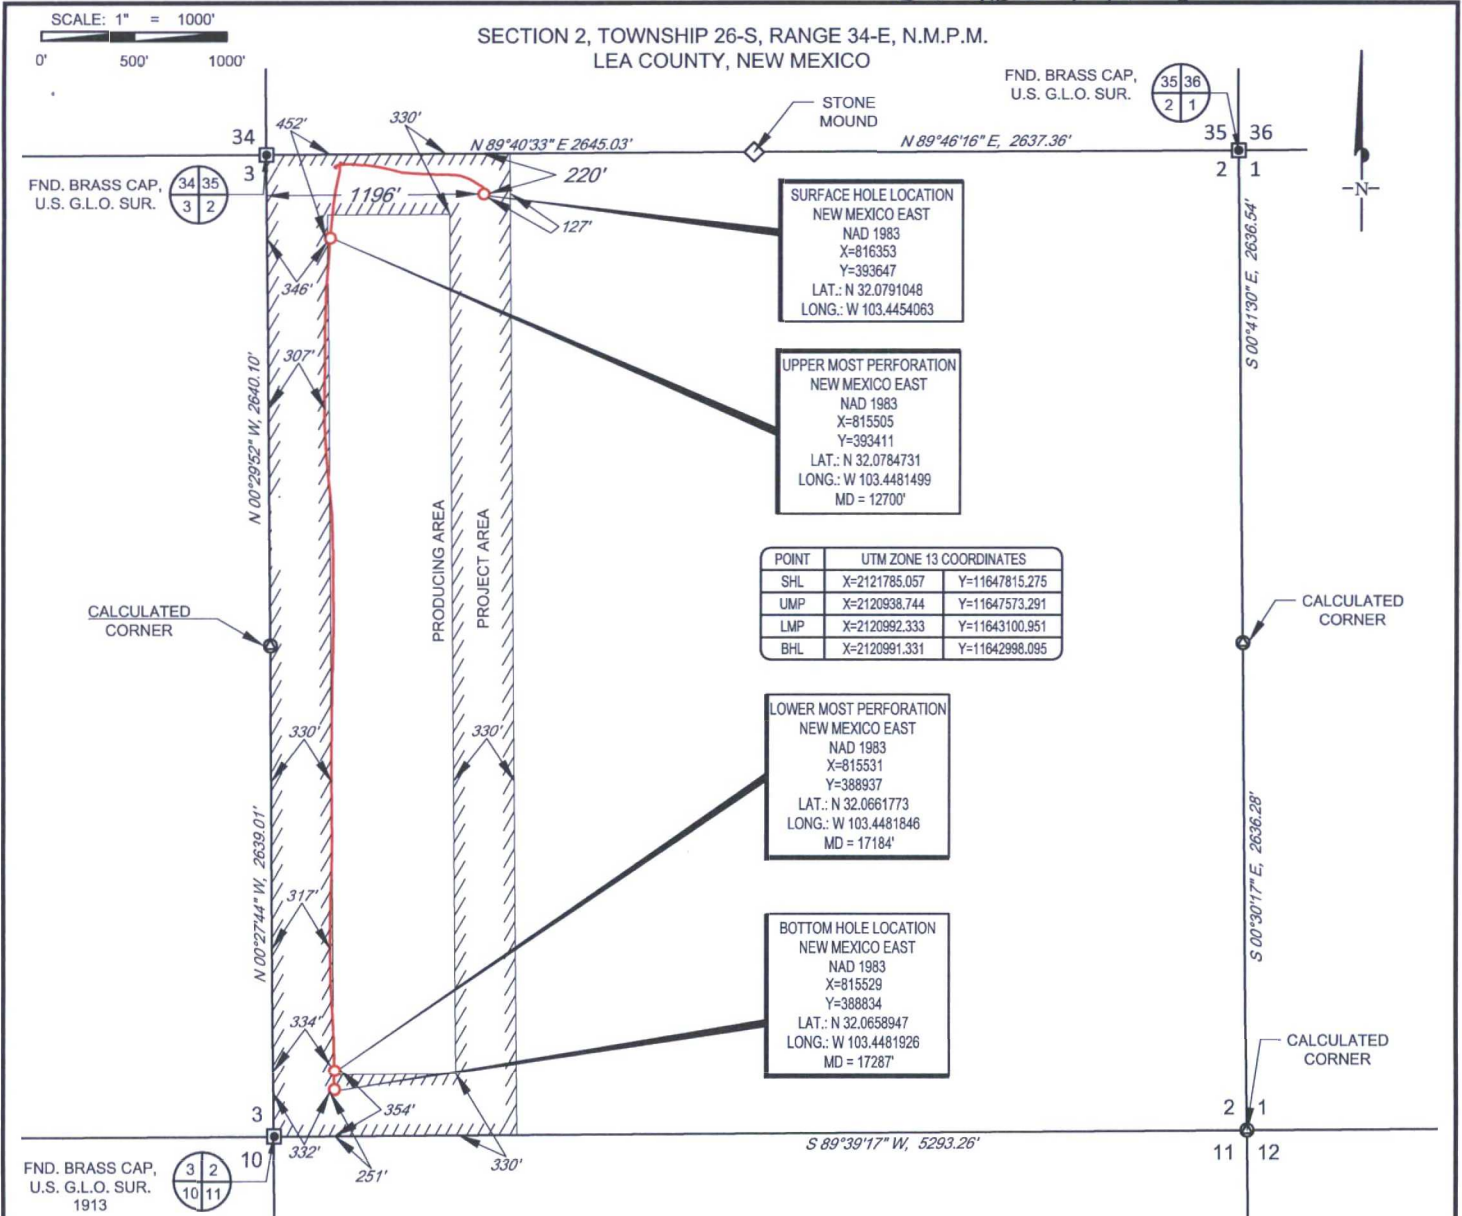 SCALE: 1" = 1000'
0' 500' 1000'
SECTION 2, TOWNSHIP 26-S, RANGE 34-E, N.M.P.M.
LEA COUNTY, NEW MEXICO
FND. BRASS CAP,
U.S. G.L.O. SUR.
35 36
2 1
STONE
MOUND
452'
330'
N 89°40'33" E 2645.03'
N 89°46'16" E, 2637.36'
34
3
35 36
2 1
FND. BRASS CAP,
U.S. G.L.O. SUR.
34 35
3 2
1196'
220'
127'
-N-
346'
307'
N 00°29'52" W, 2640.10'
S 00°41'30" E, 2636.54'
SURFACE HOLE LOCATION
NEW MEXICO EAST
NAD 1983
X=816353
Y=393647
LAT.: N 32.0791048
LONG.: W 103.4454063
UPPER MOST PERFORATION
NEW MEXICO EAST
NAD 1983
X=815505
Y=393411
LAT.: N 32.0784731
LONG.: W 103.4481499
MD = 12700'
PRODUCING AREA
PROJECT AREA
POINT UTM ZONE 13 COORDINATES
SHL X=2121785.057 Y=11647815.275
UMP X=2120938.744 Y=11647573.291
LMP X=2120992.333 Y=11643100.951
BHL X=2120991.331 Y=11642998.095
CALCULATED
CORNER
CALCULATED
CORNER
330'
330'
N 00°27'44" W, 2639.01'
S 00°30'17" E, 2636.28'
LOWER MOST PERFORATION
NEW MEXICO EAST
NAD 1983
X=815531
Y=388937
LAT.: N 32.0661773
LONG.: W 103.4481846
MD = 17184'
317'
BOTTOM HOLE LOCATION
NEW MEXICO EAST
NAD 1983
X=815529
Y=388834
LAT.: N 32.0658947
LONG.: W 103.4481926
MD = 17287'
334'
354'
CALCULATED
CORNER
3
10
2 1
11 12
332'
251'
330'
S 89°39'17" W, 5293.26'
FND. BRASS CAP,
U.S. G.L.O. SUR.
1913
3 2
10 11